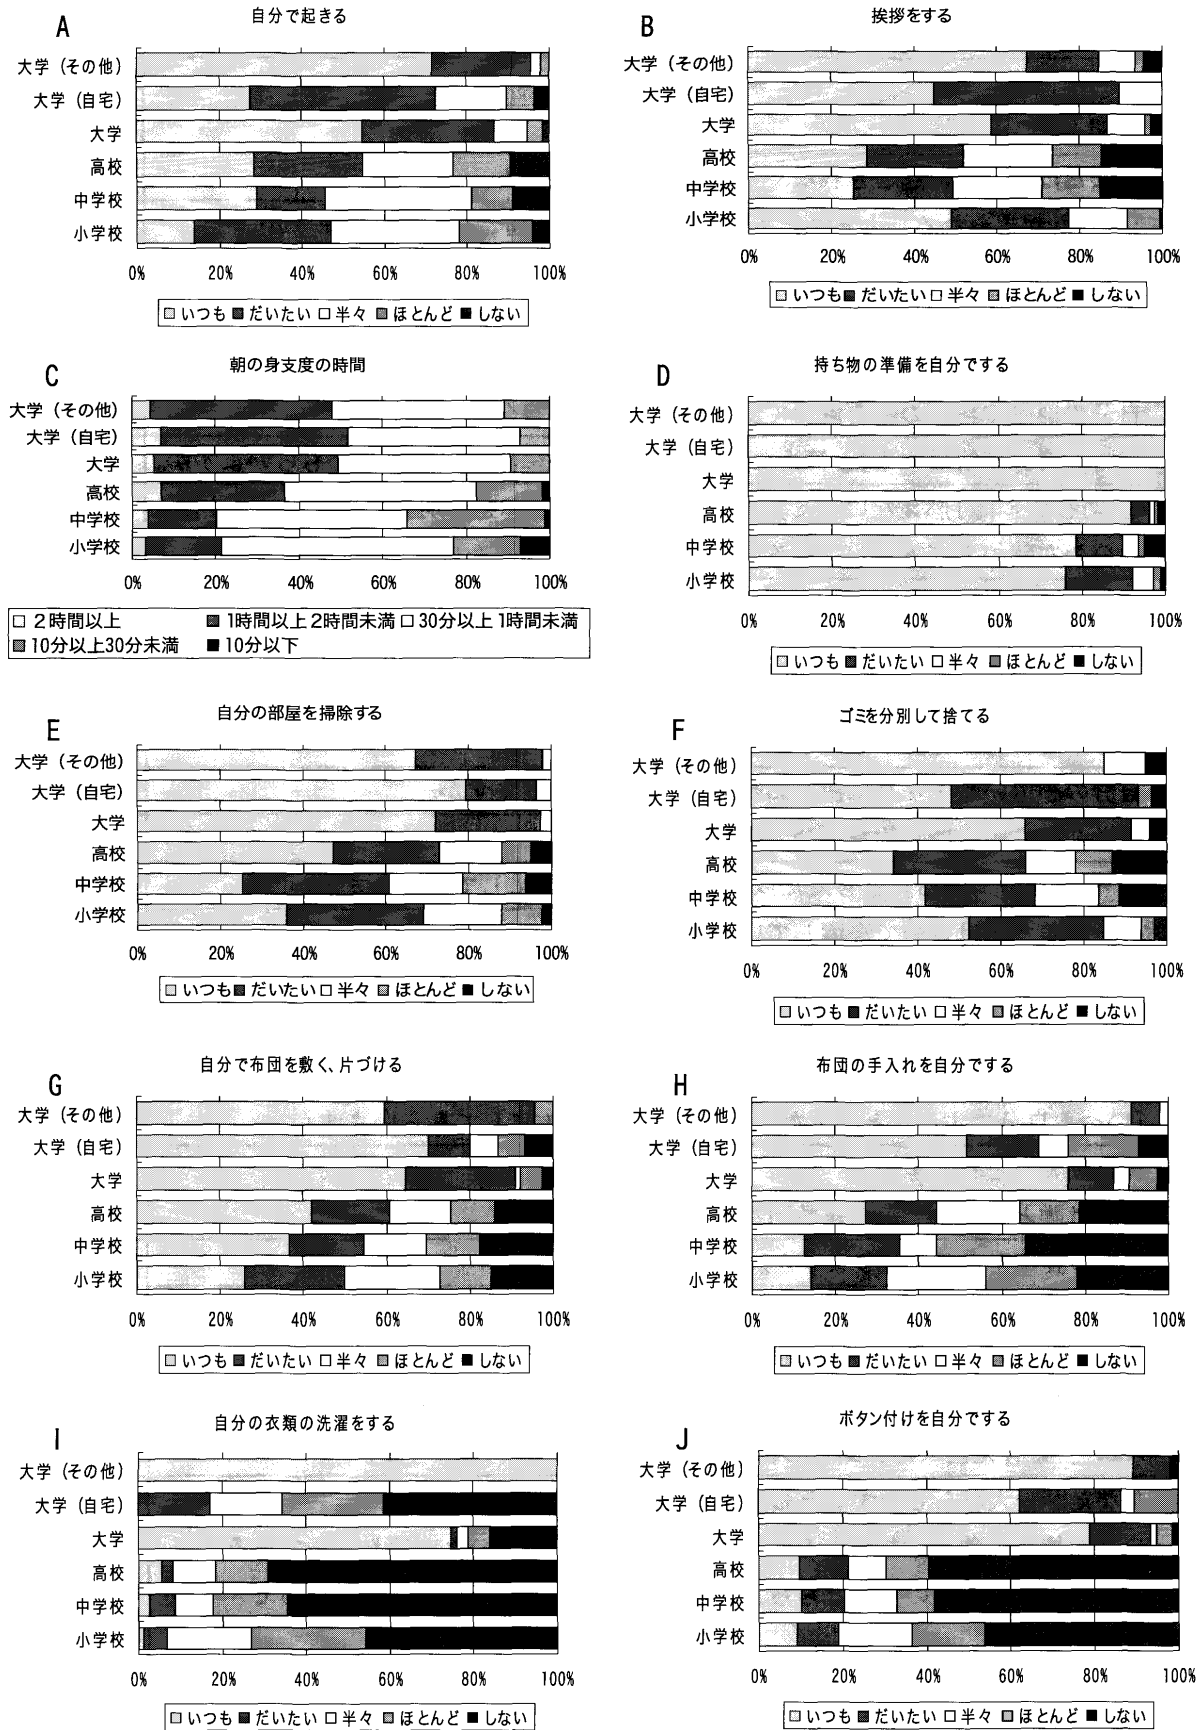 A
自分で起きる
大学(その他)
大学(自宅)
大学
高校
中学校
小学校
0% 20% 40% 60% 80% 100%
いつも だいたい 半々 ほとんど しない
B
挨拶をする
大学(その他)
大学(自宅)
大学
高校
中学校
小学校
0% 20% 40% 60% 80% 100%
いつも だいたい 半々 ほとんど しない
C
朝の身支度の時間
大学(その他)
大学(自宅)
大学
高校
中学校
小学校
0% 20% 40% 60% 80% 100%
2時間以上 1時間以上2時間未満 30分以上1時間未満
10分以上30分未満 10分以下
D
持ち物の準備を自分でする
大学(その他)
大学(自宅)
大学
高校
中学校
小学校
0% 20% 40% 60% 80% 100%
いつも だいたい 半々 ほとんど しない
E
自分の部屋を掃除する
大学(その他)
大学(自宅)
大学
高校
中学校
小学校
0% 20% 40% 60% 80% 100%
いつも だいたい 半々 ほとんど しない
F
ゴミを分別して捨てる
大学(その他)
大学(自宅)
大学
高校
中学校
小学校
0% 20% 40% 60% 80% 100%
いつも だいたい 半々 ほとんど しない
G
自分で布団を敷く、片づける
大学(その他)
大学(自宅)
大学
高校
中学校
小学校
0% 20% 40% 60% 80% 100%
いつも だいたい 半々 ほとんど しない
H
布団の手入れを自分でする
大学(その他)
大学(自宅)
大学
高校
中学校
小学校
0% 20% 40% 60% 80% 100%
いつも だいたい 半々 ほとんど しない
I
自分の衣類の洗濯をする
大学(その他)
大学(自宅)
大学
高校
中学校
小学校
0% 20% 40% 60% 80% 100%
いつも だいたい 半々 ほとんど しない
J
ボタン付けを自分でする
大学(その他)
大学(自宅)
大学
高校
中学校
小学校
0% 20% 40% 60% 80% 100%
いつも だいたい 半々 ほとんど しない